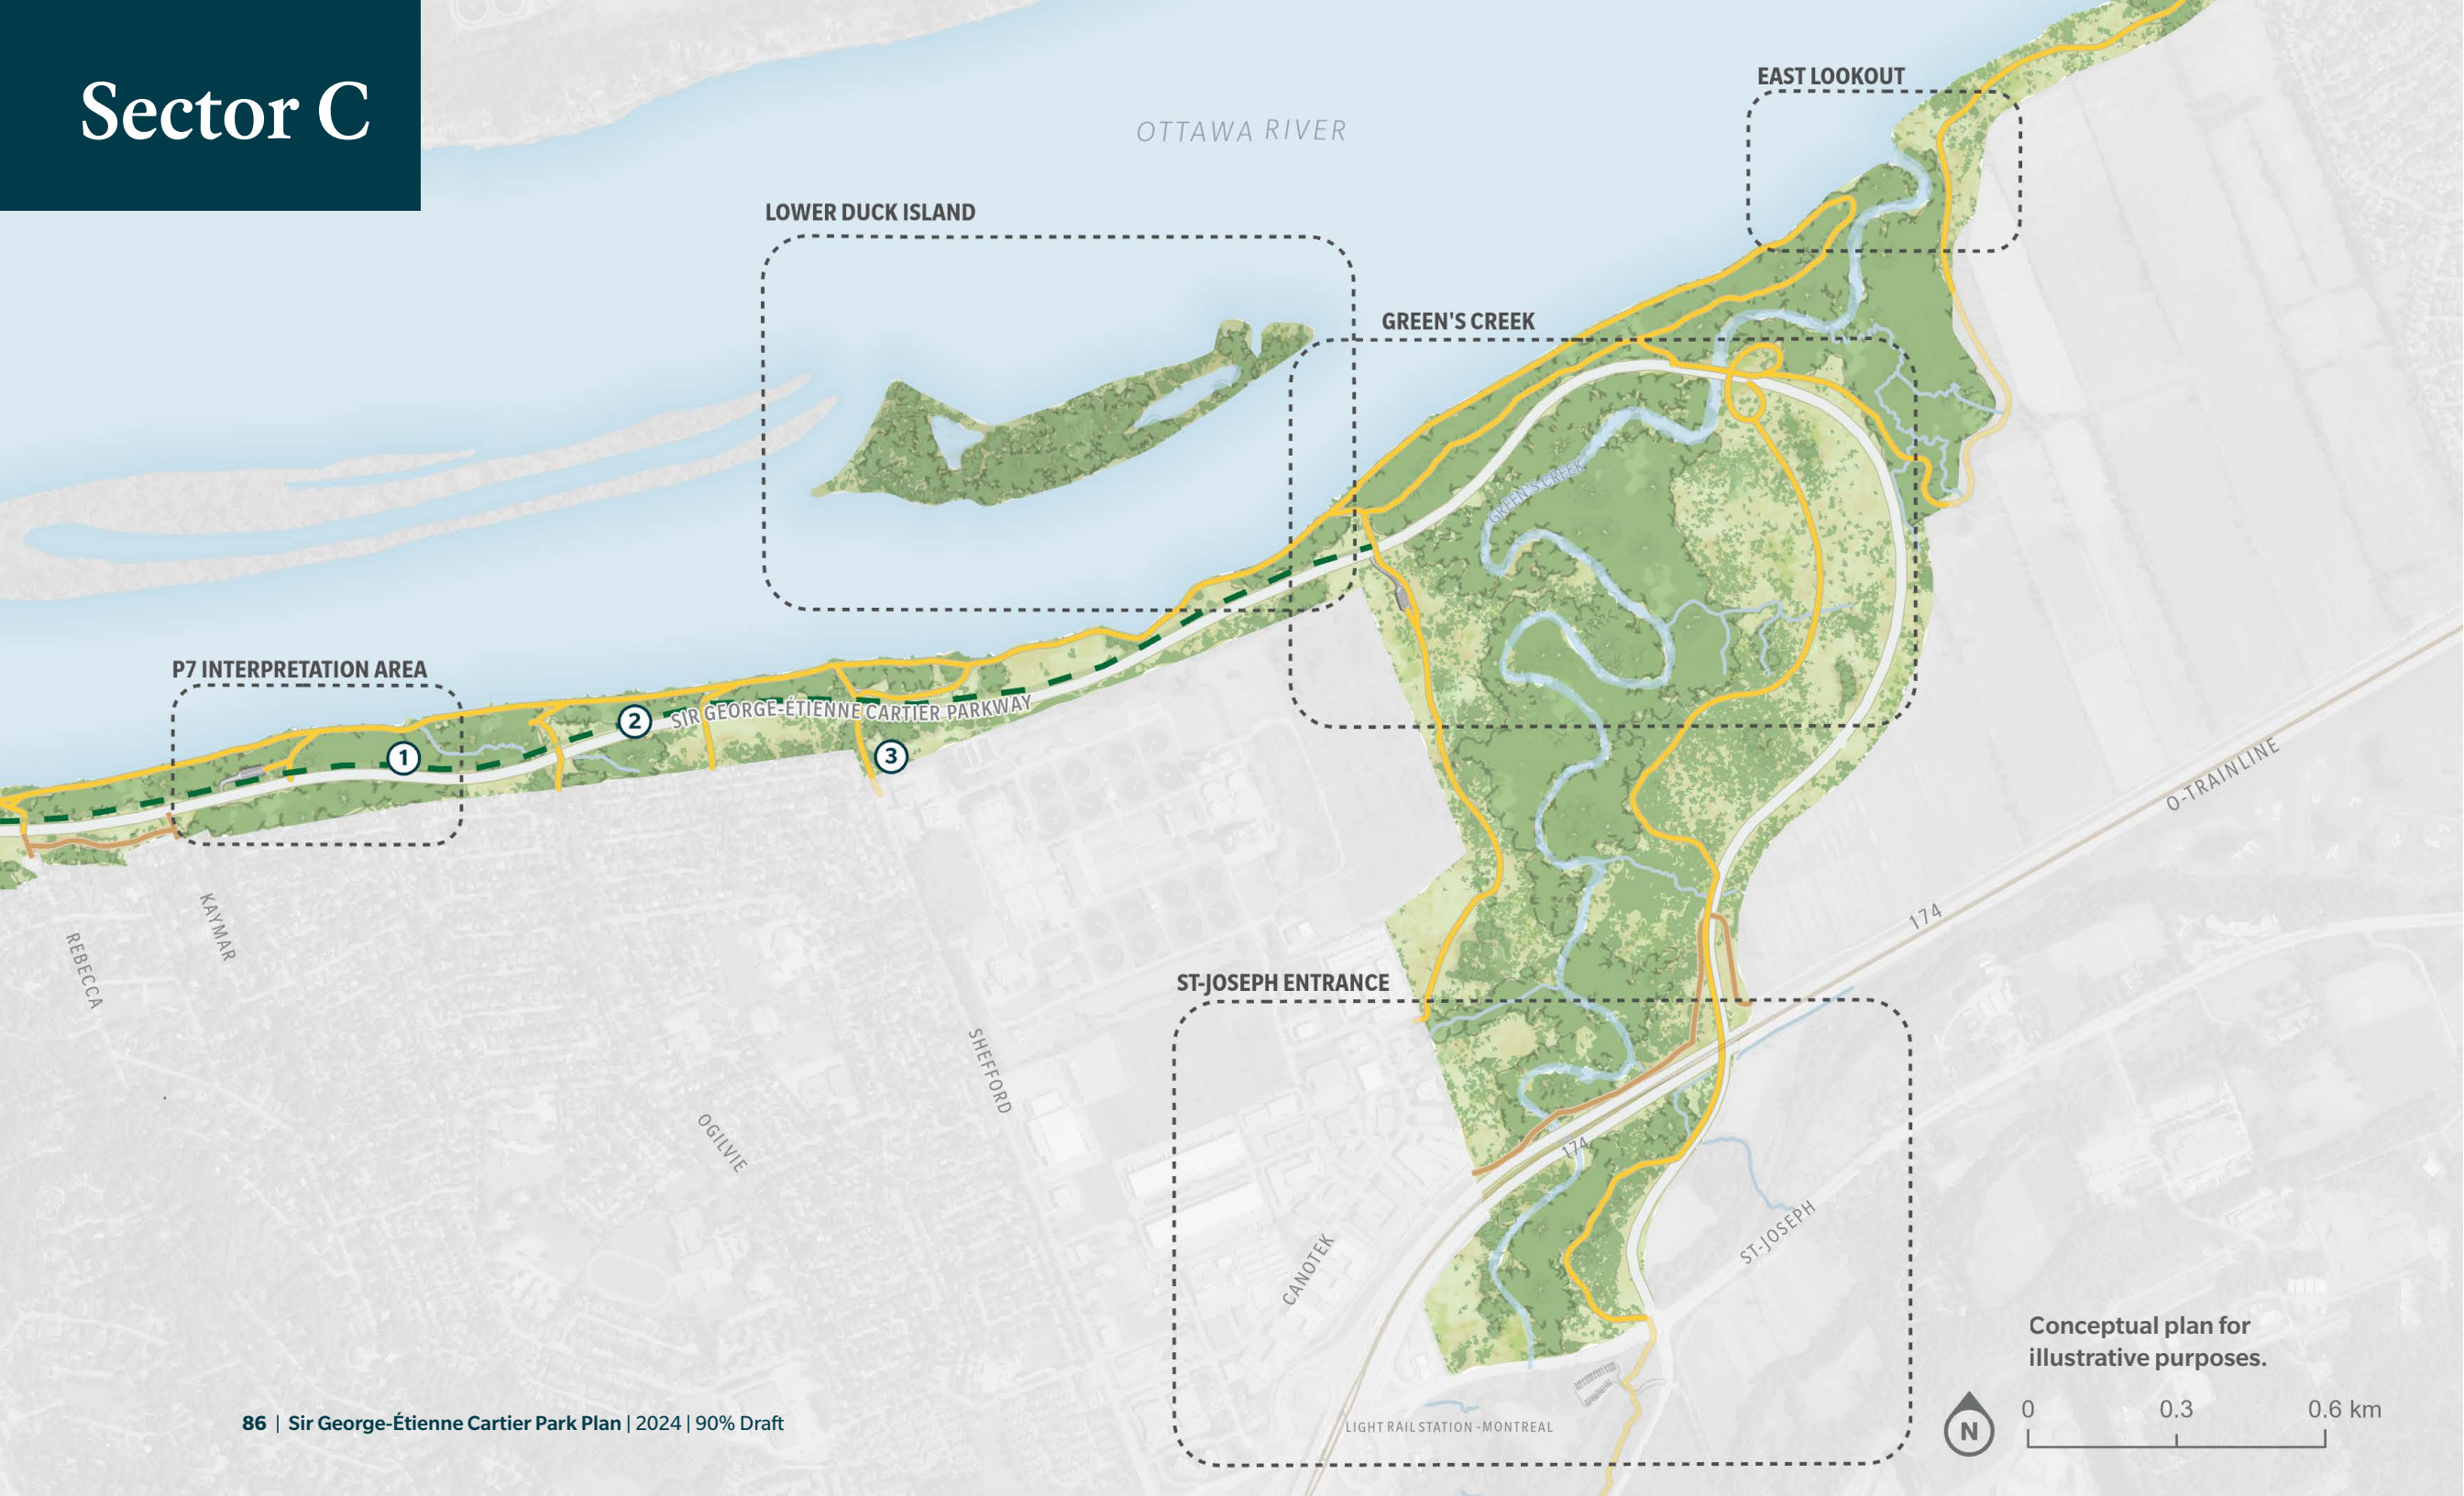 Sector C
EAST LOOKOUT
OTTAWA RIVER
LOWER DUCK ISLAND
GREEN'S CREEK
GREEN'S CREEK
P7 INTERPRETATION AREA
1
2
SIR GEORGE-ÉTIENNE CARTIER PARKWAY
3
O-TRAINLINE
174
KAYMAR
REBECCA
ST-JOSEPH ENTRANCE
SHEFFORD
OGILVIE
174
ST-JOSEPH
CANOTEK
LIGHT RAIL STATION -MONTREAL
Conceptual plan for
illustrative purposes.
N
0 0.3 0.6 km
86 | Sir George-Étienne Cartier Park Plan | 2024 | 90% Draft